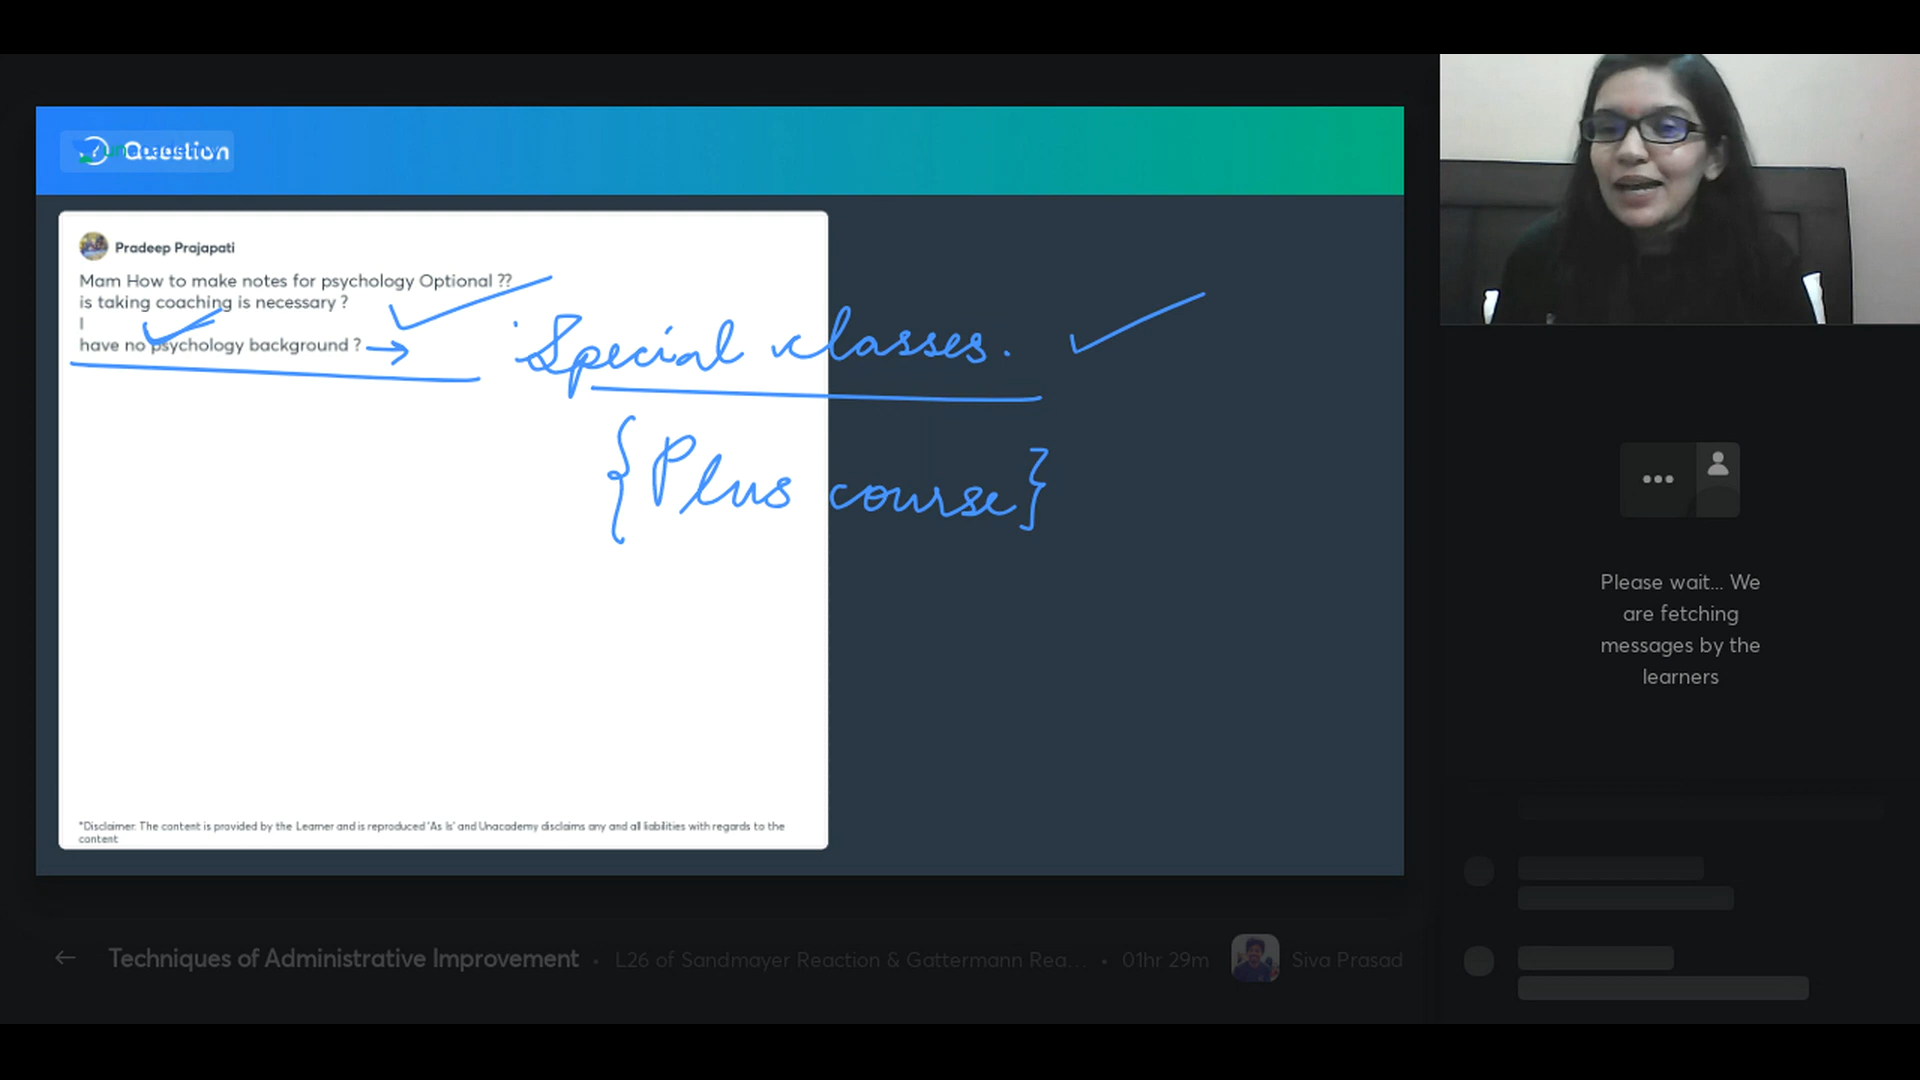 Question
Pradeep Prajapati
Mam How to make notes for psychology Optional ??
is taking coaching is necessary ?
I
have no psychology background ?
Special classes.
{Plus course}
*Disclaimer: The content is provided by the Learner and is reproduced 'As Is' and Unacademy disclaims any and all liabilities with regards to the
content
Please wait... We
are fetching
messages by the
learners
Techniques of Administrative Improvement • L26 of Sandmayer Reaction & Gattermann Rea... • 01hr 29m Siva Prasad